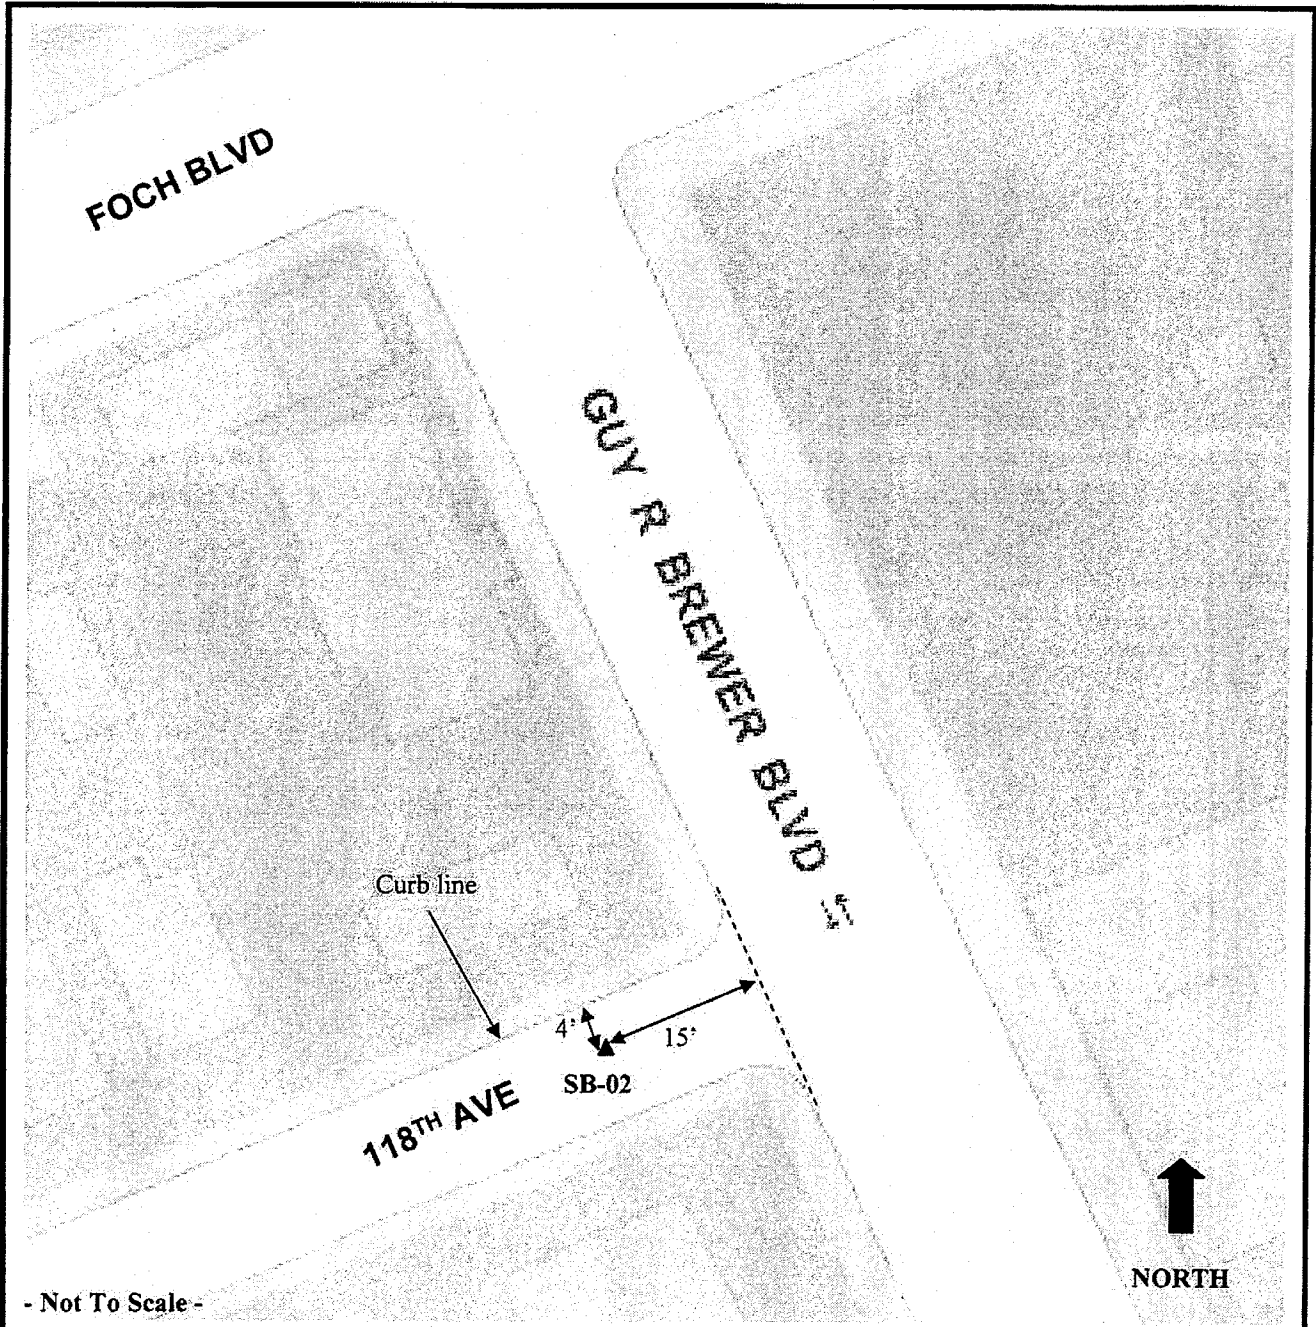 FOCH BLVD
GUY R BREWER BLVD
Curb line
4'
15'
SB-02
118TH AVE
NORTH
- Not To Scale -